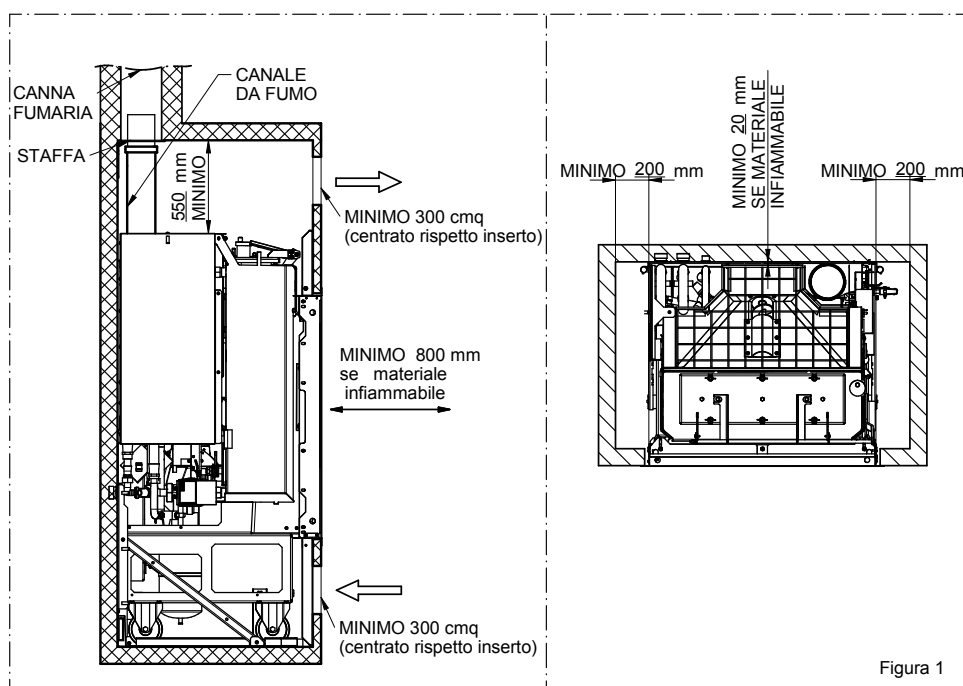 CANNA
FUMARIA
CANALE
DA FUMO
STAFFA
550 mm
MINIMO
MINIMO 300 cmq
(centrato rispetto inserto)
MINIMO 800 mm
se materiale
infiammabile
MINIMO 300 cmq
(centrato rispetto inserto)
MINIMO 200 mm
MINIMO 20 mm
SE MATERIALE
INFIAMMABILE
MINIMO 200 mm
Figura 1